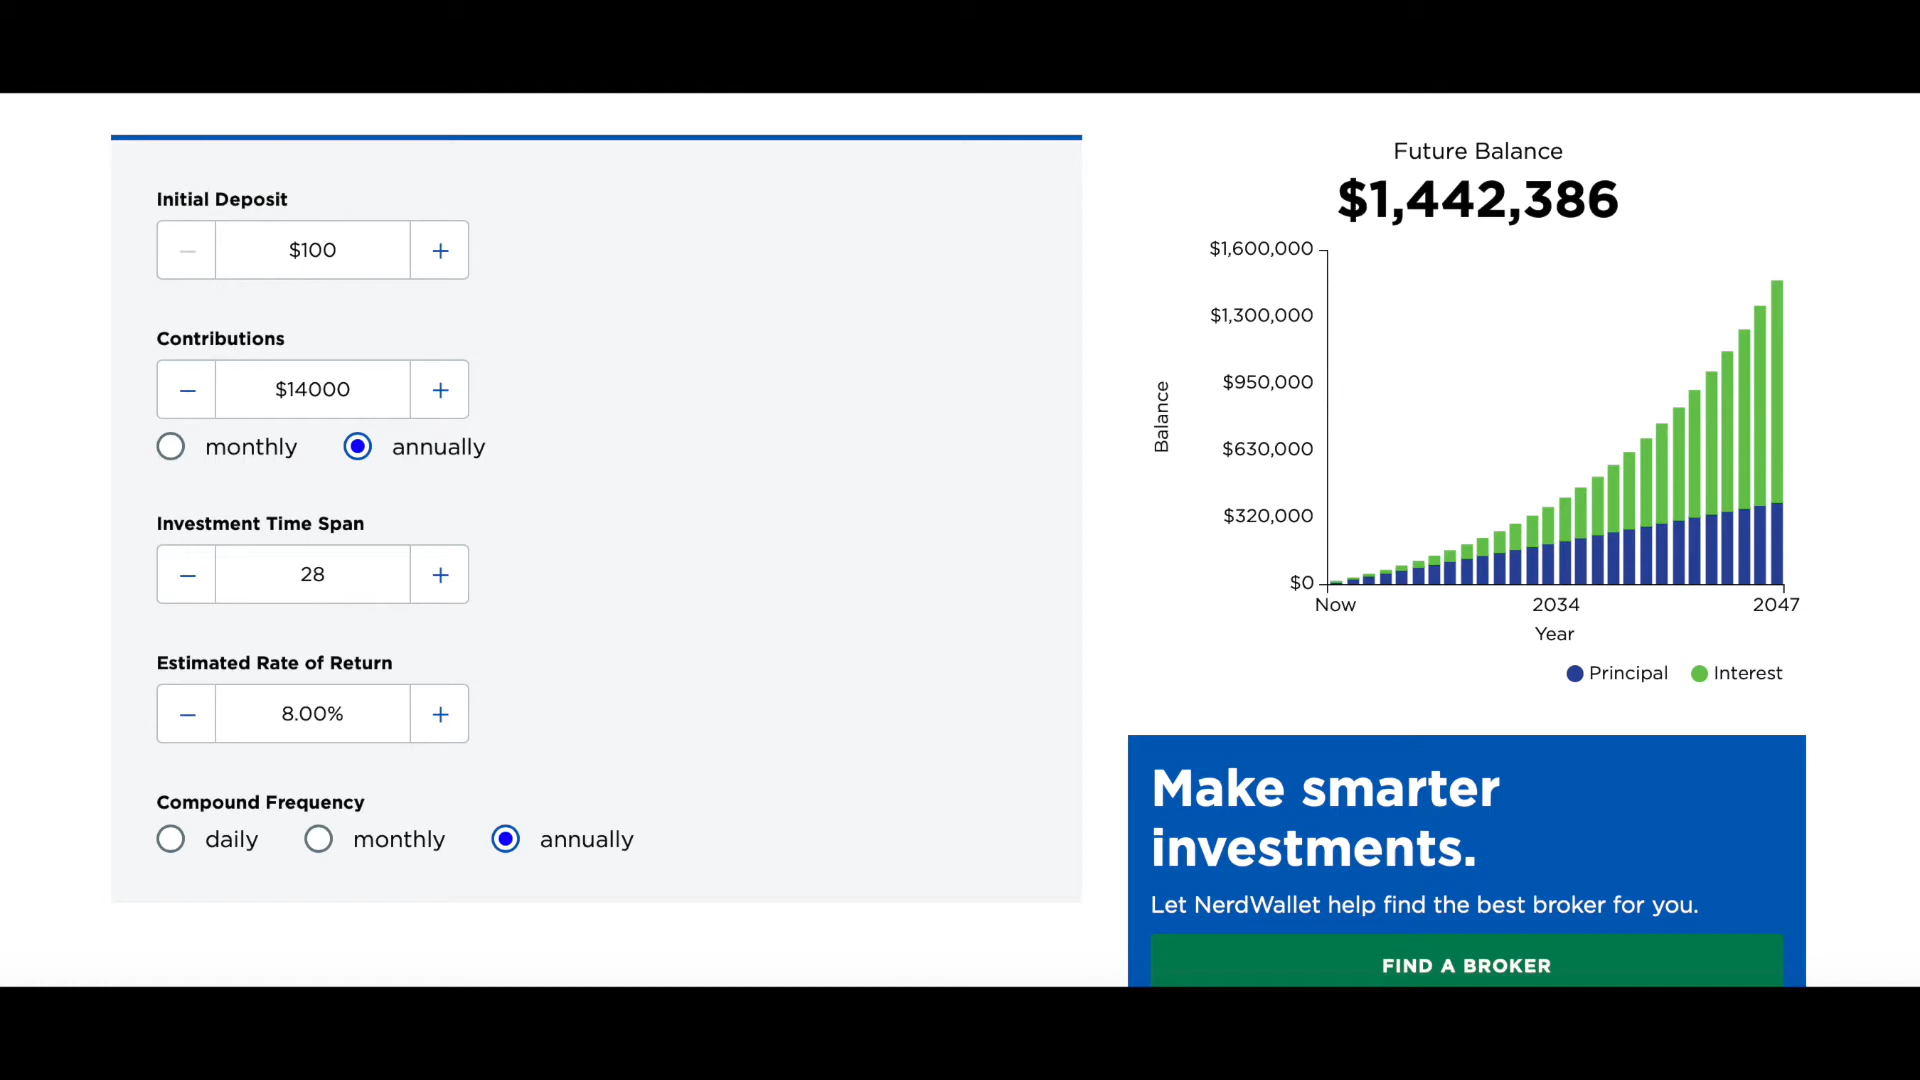 Initial Deposit
$100
Contributions
$14000
monthly
annually
Investment Time Span
28
Estimated Rate of Return
8.00%
Compound Frequency
daily
monthly
annually
Future Balance
$1,442,386
$1,600,000
$1,300,000
$950,000
$630,000
$320,000
$0
Balance
Now
2034
2047
Year
Principal
Interest
Make smarter
investments.
Let NerdWallet help find the best broker for you.
FIND A BROKER